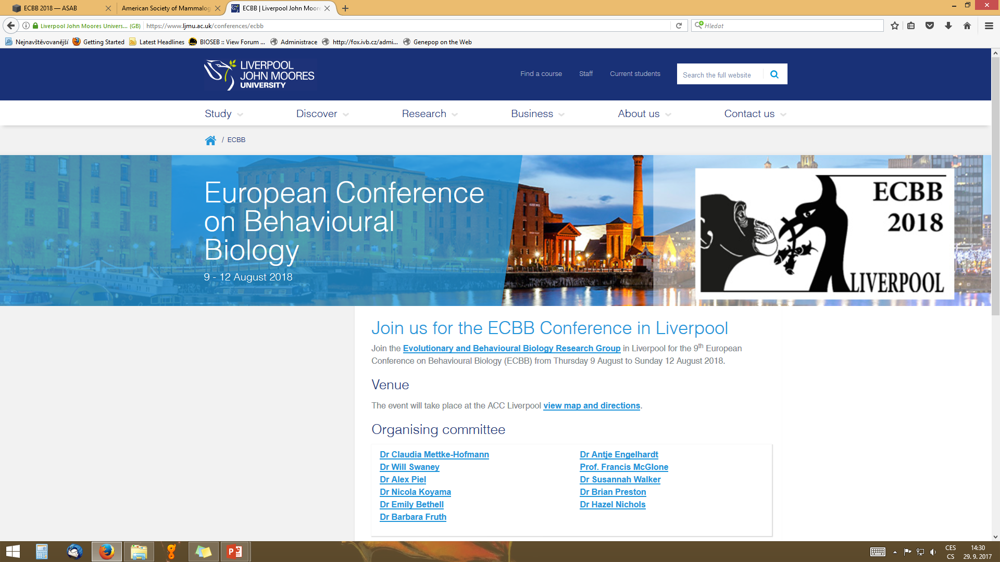 ECBB 2018 — ASAB
American Society of Mammalog
ECBB | Liverpool John Moore
Liverpool John Moores Univers... (GB)
https://www.ljmu.ac.uk/conferences/ecbb
Hledat
Nejnavštěvovanější
Getting Started
Latest Headlines
BIOSEB :: View Forum ...
Administrace
http://fox.ivb.cz/admi...
Genepop on the Web
LIVERPOOL
JOHN MOORES
UNIVERSITY
Find a course
Staff
Current students
Search the full website
Study
Discover
Research
Business
About us
Contact us
/ ECBB
European Conference
on Behavioural
Biology
9 - 12 August 2018
ECBB
2018
LIVERPOOL
Join us for the ECBB Conference in Liverpool
Join the Evolutionary and Behavioural Biology Research Group in Liverpool for the 9th European
Conference on Behavioural Biology (ECBB) from Thursday 9 August to Sunday 12 August 2018.
Venue
The event will take place at the ACC Liverpool view map and directions.
Organising committee
Dr Claudia Mettke-Hofmann
Dr Will Swaney
Dr Alex Piel
Dr Nicola Koyama
Dr Emily Bethell
Dr Barbara Fruth
Dr Antje Engelhardt
Prof. Francis McGlone
Dr Susannah Walker
Dr Brian Preston
Dr Hazel Nichols
CES
CS
14:30
29. 9. 2017